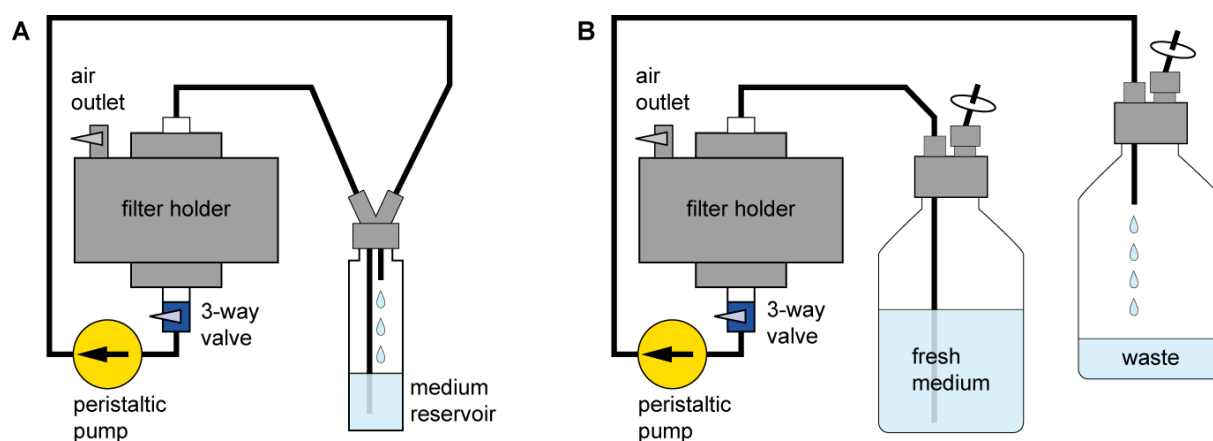 A
air
outlet
filter holder
3-way
valve
peristaltic
pump
medium
reservoir
B
air
outlet
filter holder
3-way
valve
peristaltic
pump
fresh
medium
waste